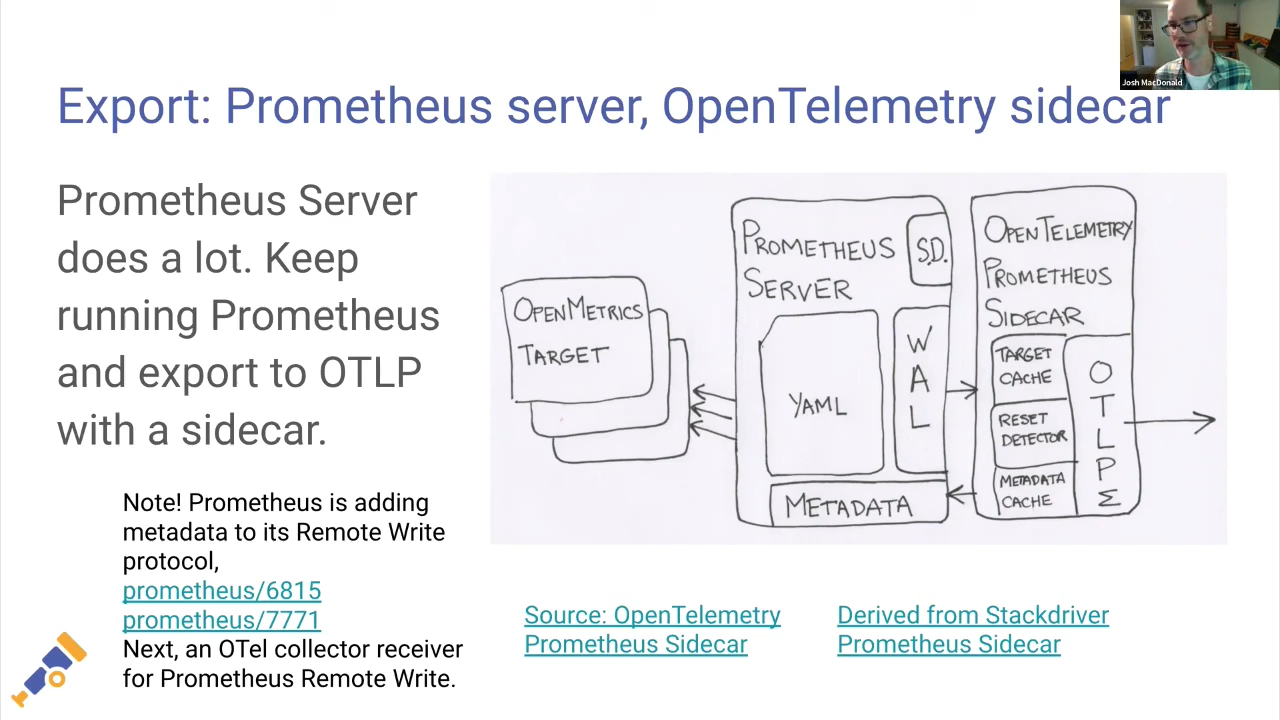 Josh MacDonald
Export: Prometheus server, OpenTelemetry sidecar
Prometheus Server
does a lot. Keep
running Prometheus
and export to OTLP
with a sidecar.
Note! Prometheus is adding
metadata to its Remote Write
protocol,
prometheus/6815
prometheus/7771
Next, an OTel collector receiver
for Prometheus Remote Write.
OPENMETRICS
TARGET
PROMETHEUS
SERVER
S.D.
YAML
W
A
L
METADATA
OPENTELEMETRY
PROMETHEUS
SIDECAR
TARGET
CACHE
RESET
DETECTOR
METADATA
CACHE
O
T
L
P
Σ
Source: OpenTelemetry
Prometheus Sidecar
Derived from Stackdriver
Prometheus Sidecar